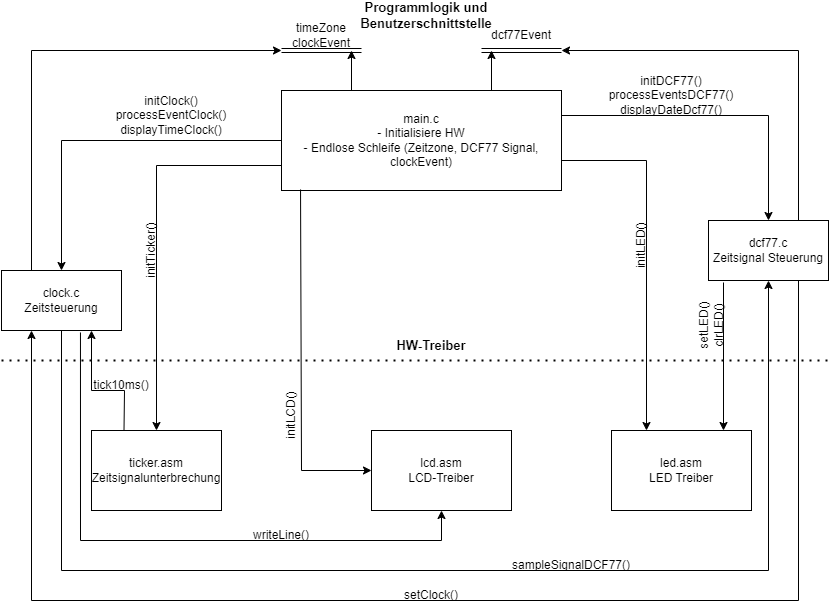 Programmlogik und
Benutzerschnittstelle
timeZone
clockEvent
dcf77Event
initClock()
processEventClock()
displayTimeClock()
main.c
- Initialisiere HW
- Endlose Schleife (Zeitzone, DCF77 Signal,
clockEvent)
initDCF77()
processEventsDCF77()
displayDateDcf77()
initTicker()
initLED()
dcf77.c
Zeitsignal Steuerung
clock.c
Zeitsteuerung
setLED()
clrLED()
HW-Treiber
tick10ms()
initLCD()
ticker.asm
Zeitsignalunterbrechung
lcd.asm
LCD-Treiber
led.asm
LED Treiber
writeLine()
sampleSignalDCF77()
setClock()